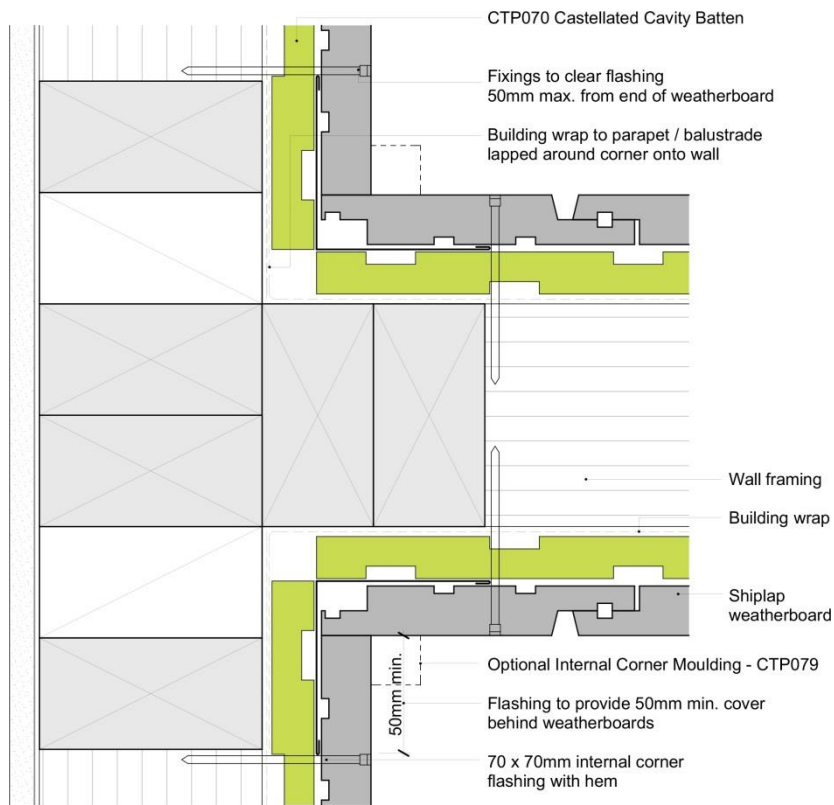 CTP070 Castellated Cavity Batten
Fixings to clear flashing
50mm max. from end of weatherboard
Building wrap to parapet / balustrade
lapped around corner onto wall
Wall framing
Building wrap
Shiplap
weatherboard
50mm min.
Optional Internal Corner Moulding - CTP079
Flashing to provide 50mm min. cover
behind weatherboards
70 x 70mm internal corner
flashing with hem